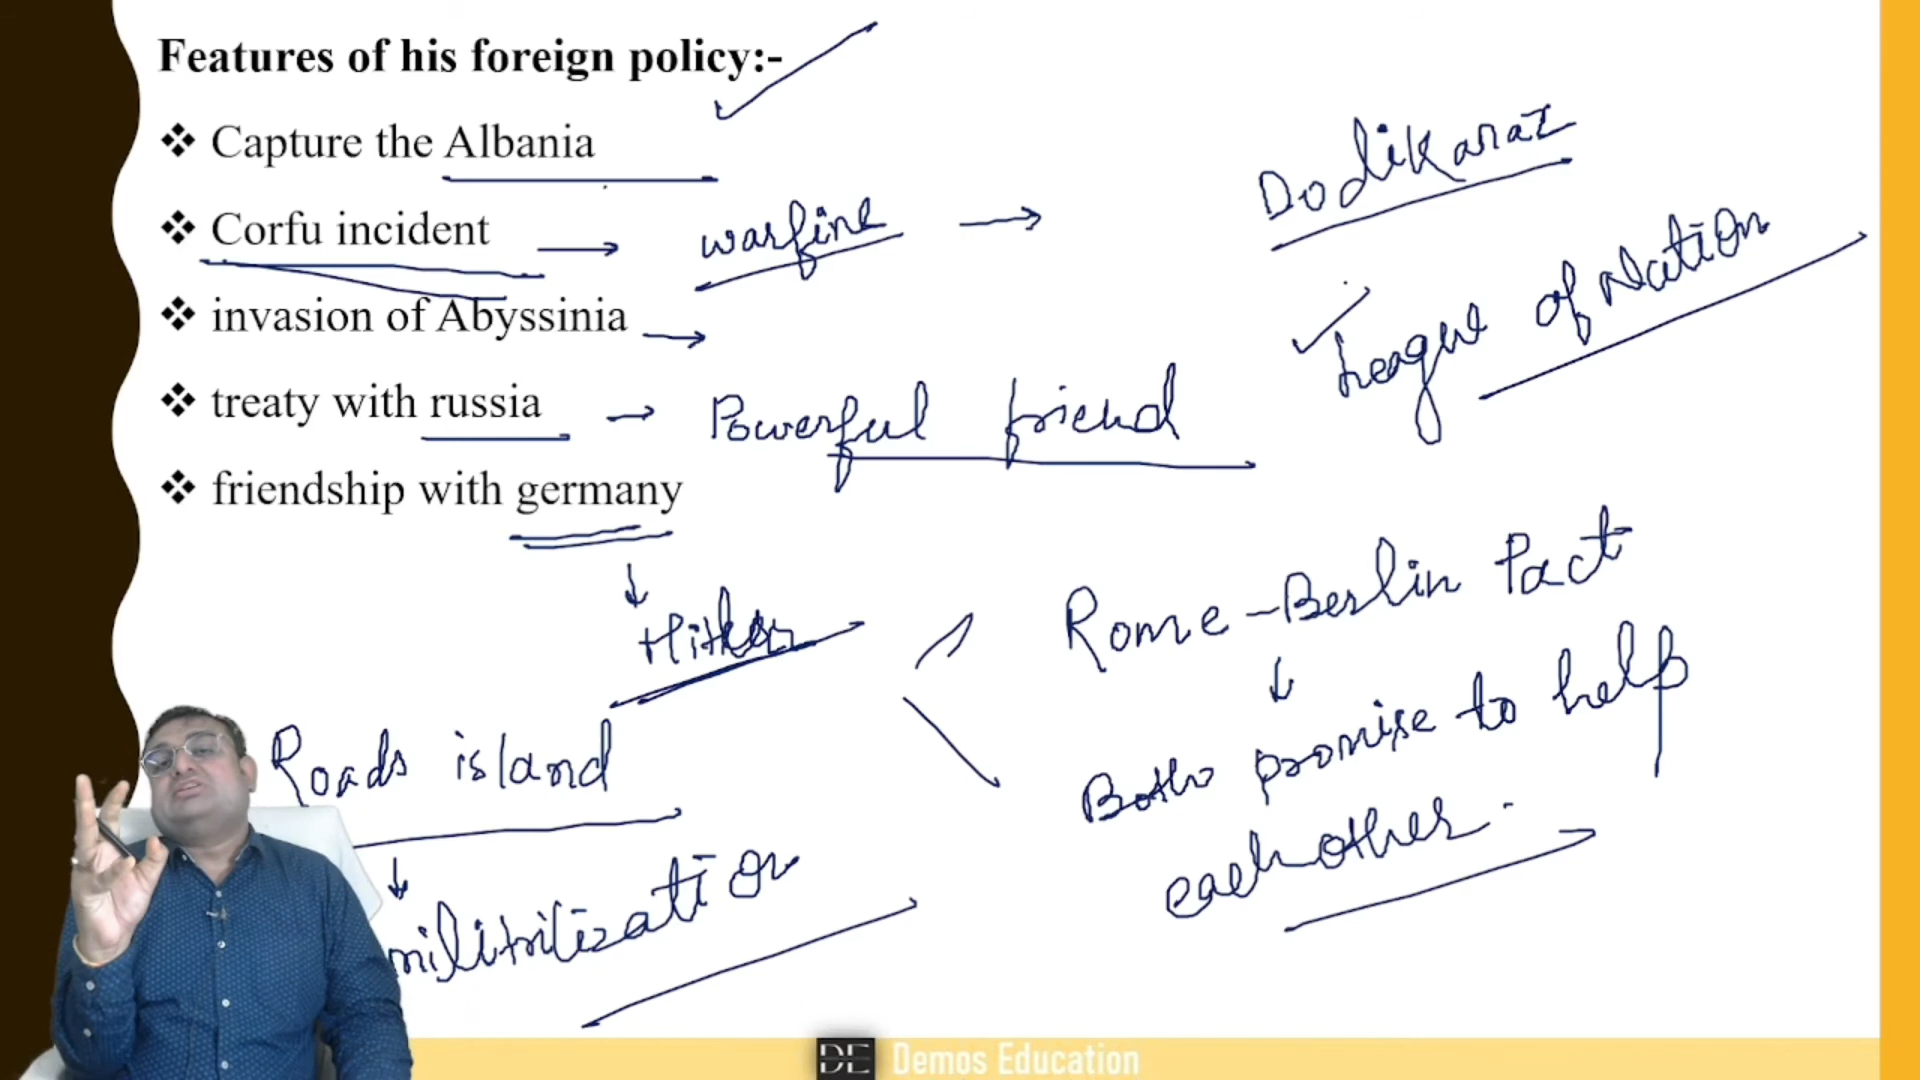 Features of his foreign policy:-
❖ Capture the Albania
❖ Corfu incident → warfine →
❖ invasion of Abyssinia →
❖ treaty with russia → Powerful friend
❖ friendship with germany
↓
Hitler
Dodikaraz
✓ League of Nation
Rome-Berlin Pact
↓
Both promise to help
each other.
Roads island
↓
militrilization
DE Demos Education